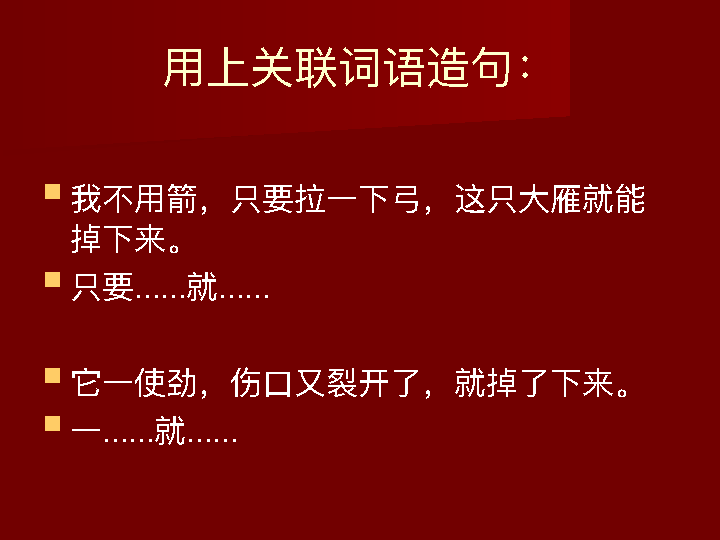 用上关联词语造句：
我不用箭，只要拉一下弓，这只大雁就能
掉下来。
只要……就……
它一使劲，伤口又裂开了，就掉了下来。
一……就……